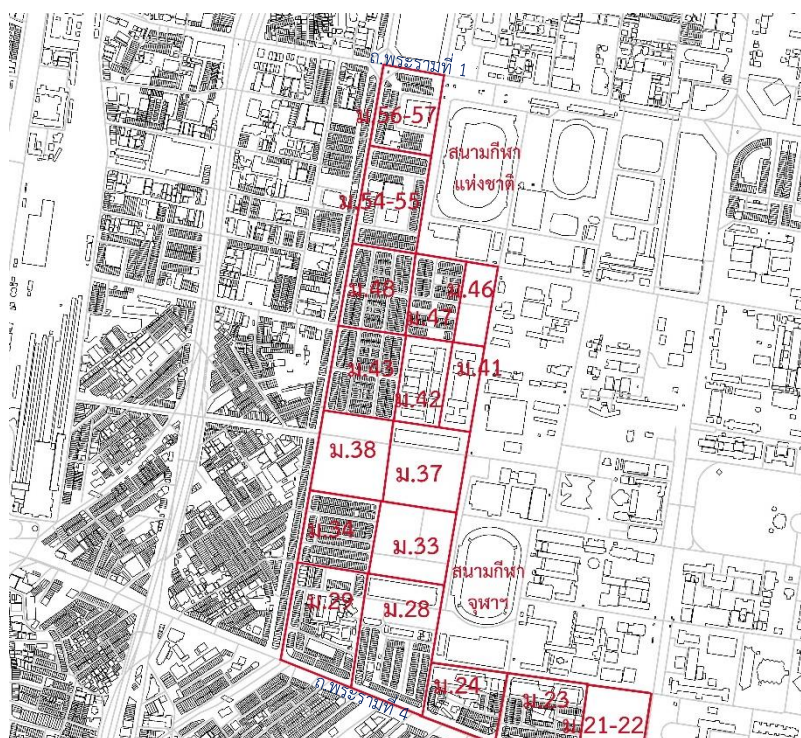 ถ.พระรามที่ 1
ม.56-57
สนามกีฬา
แห่งชาติ
ม.54-55
ม.48
ม.46
ม.47
ม.43
ม.41
ม.42
ม.38
ม.37
ม.34
ม.33
สนามกีฬา
จุฬาฯ
ม.29
ม.28
ม.24
ม.23
ม.21-22
ถ.พระรามที่ 4